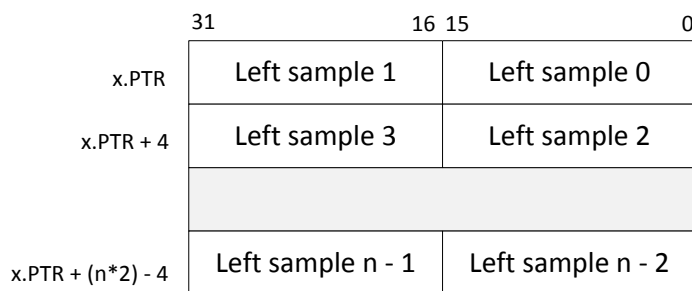 31 16 15 0
x.PTR Left sample 1 Left sample 0
x.PTR + 4 Left sample 3 Left sample 2
x.PTR + (n*2) - 4 Left sample n - 1 Left sample n - 2